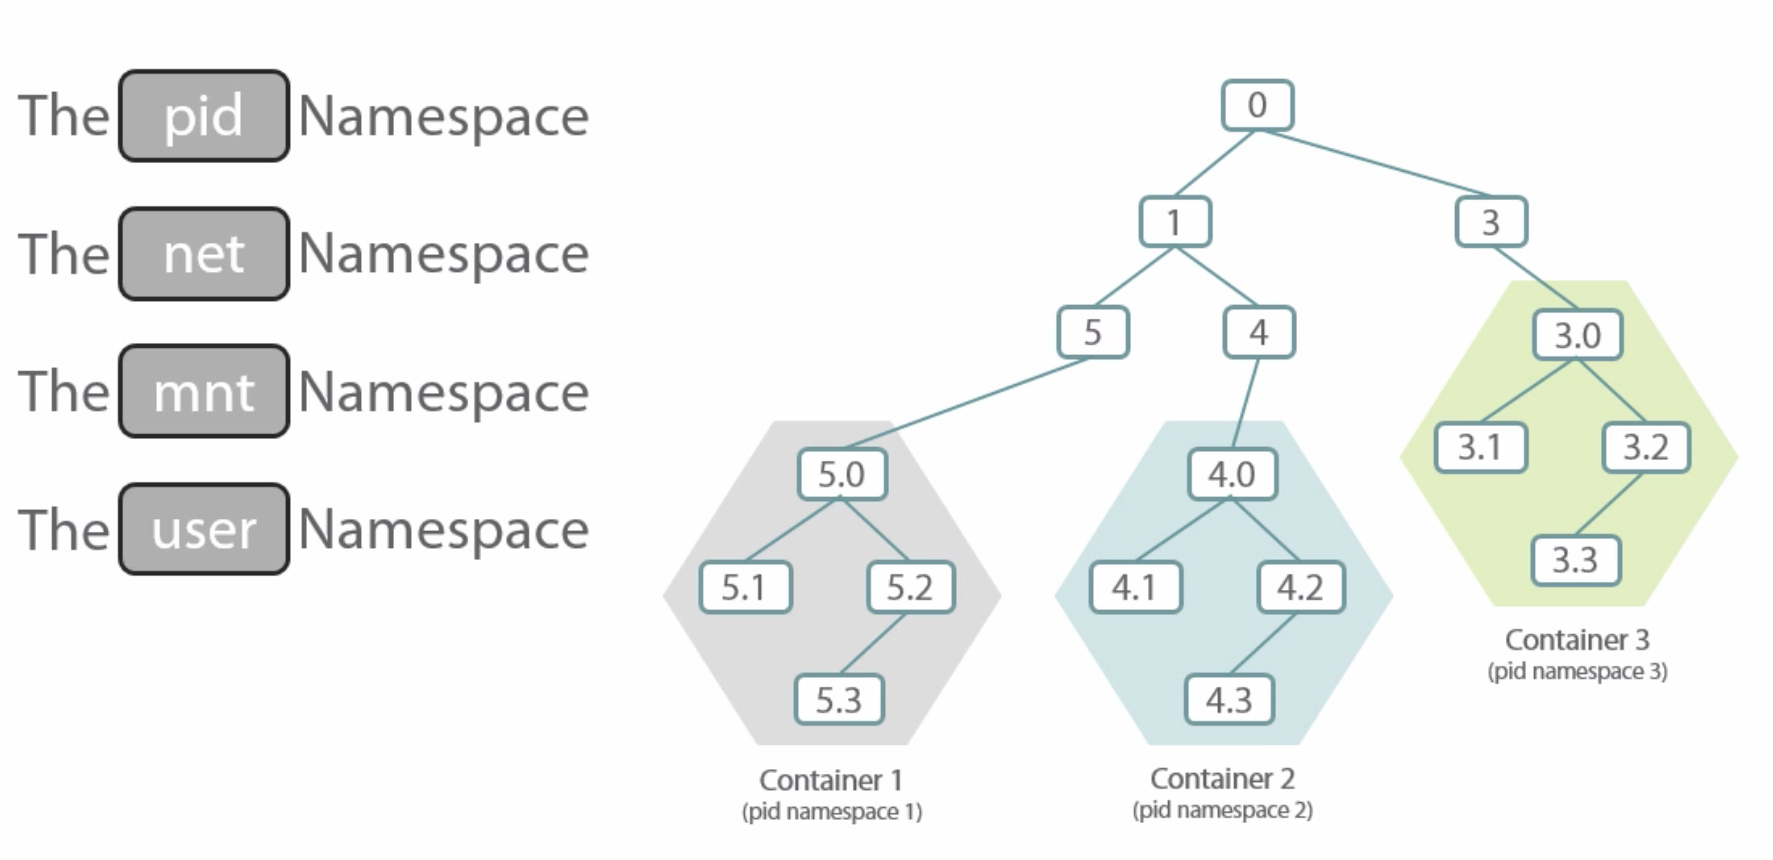 The pid Namespace
The net Namespace
The mnt Namespace
The user Namespace
0
1
3
5
4
3.0
3.1
3.2
3.3
5.0
5.1
5.2
5.3
Container 1
(pid namespace 1)
4.0
4.1
4.2
4.3
Container 2
(pid namespace 2)
Container 3
(pid namespace 3)